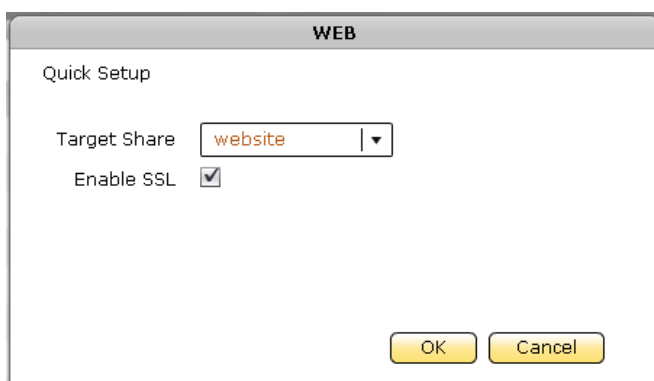 WEB
Quick Setup
Target Share website
Enable SSL
OK Cancel